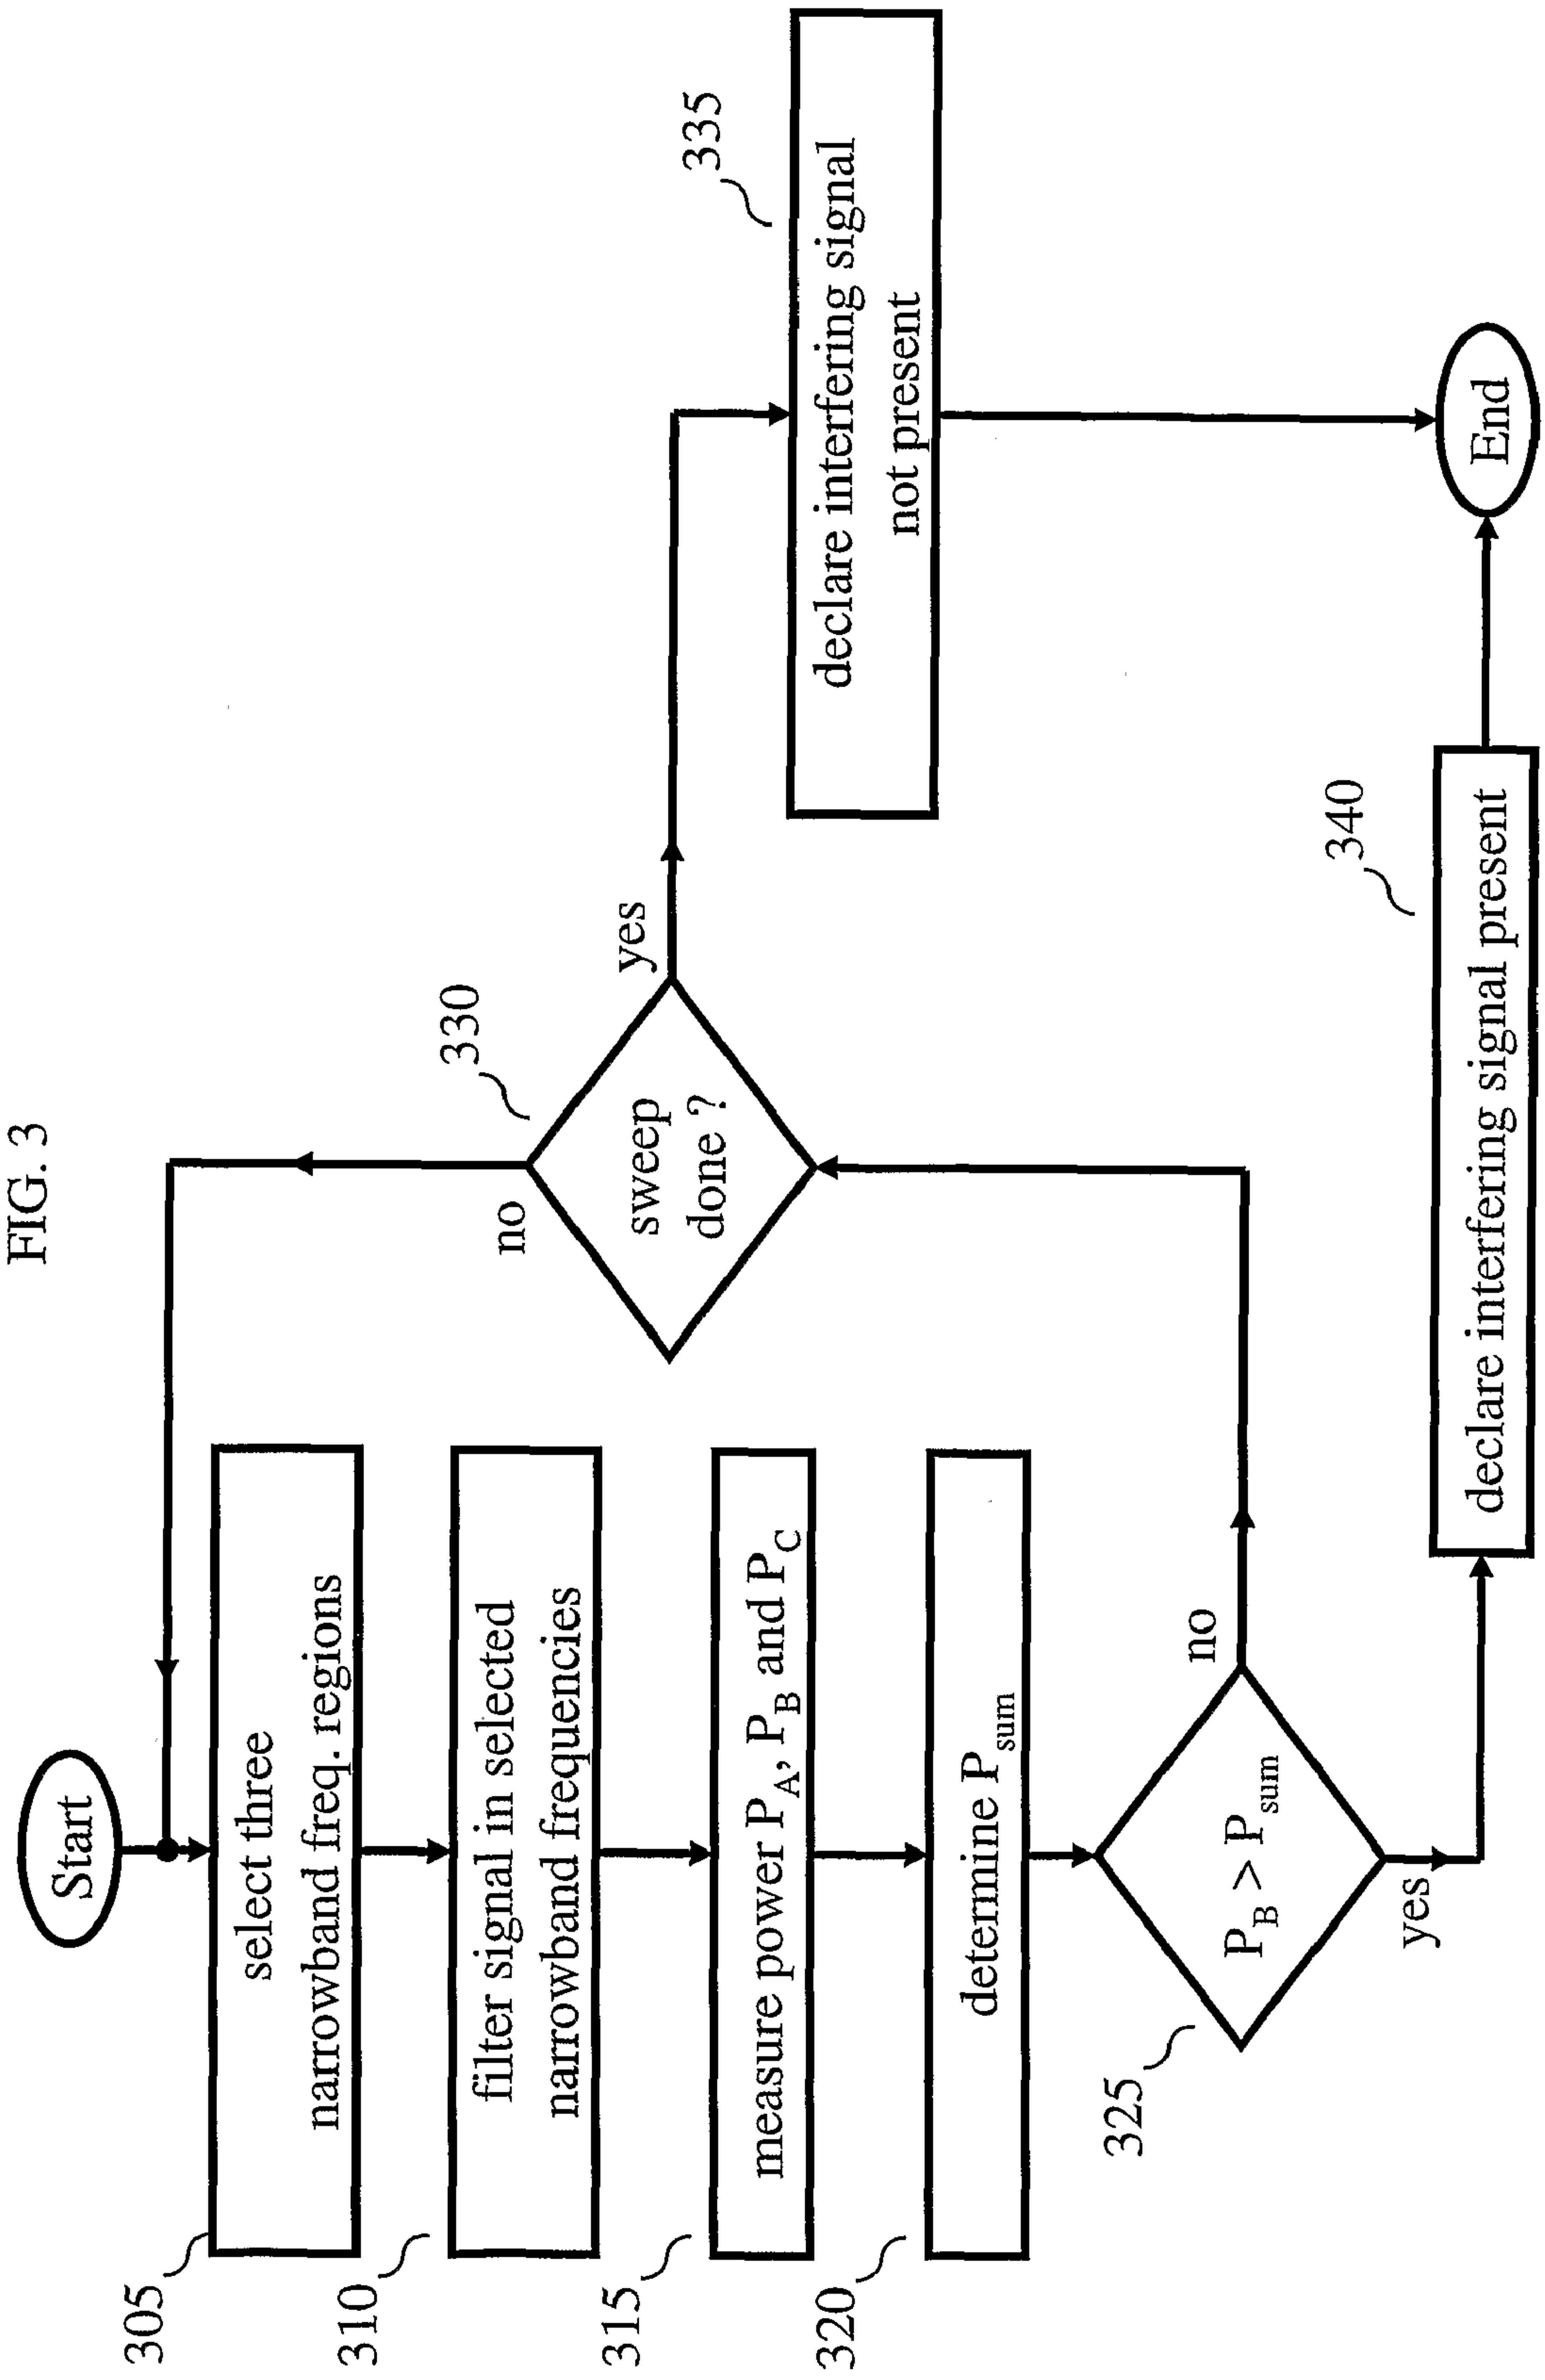 FIG. 3
Start
305
select three
narrowband freq. regions
310
filter signal in selected
narrowband frequencies
315
measure power P_A, P_B and P_C
320
determine P_sum
325
P_B > P_sum
no
yes
330
sweep
done ?
no
yes
335
declare interfering signal
not present
340
declare interfering signal present
End